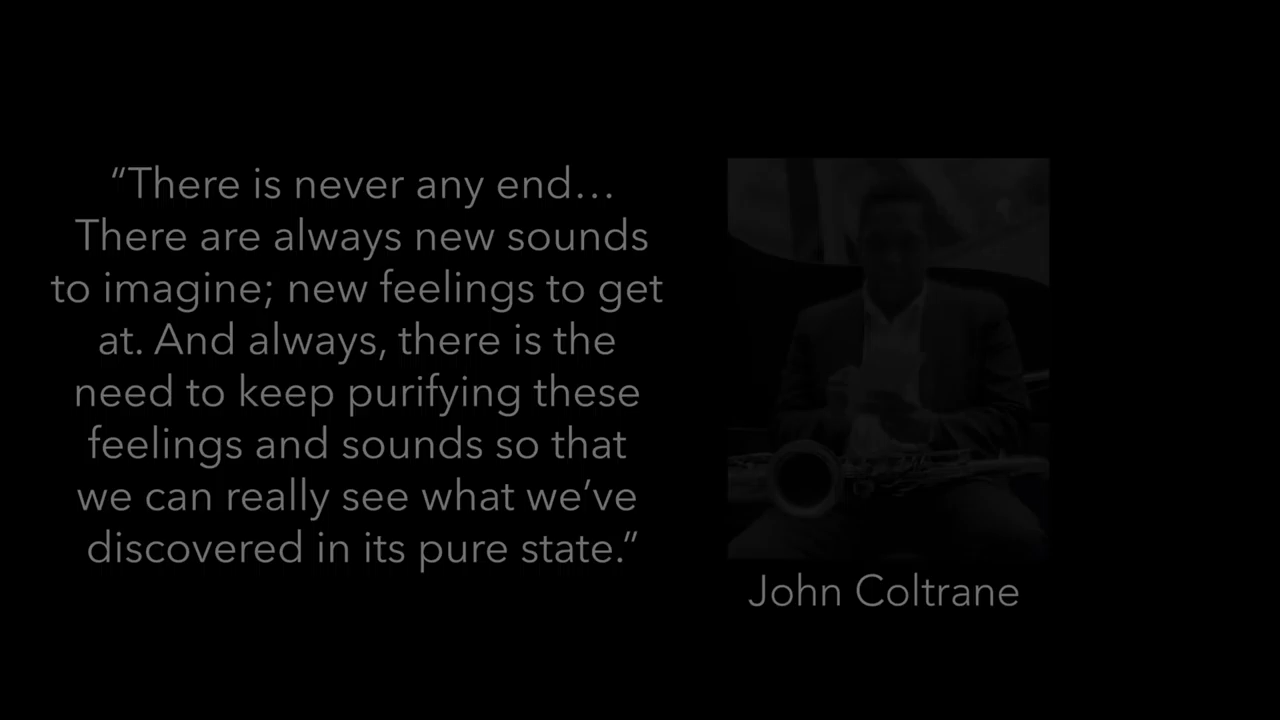 “There is never any end…
There are always new sounds
to imagine; new feelings to get
at. And always, there is the
need to keep purifying these
feelings and sounds so that
we can really see what we’ve
discovered in its pure state.”
John Coltrane